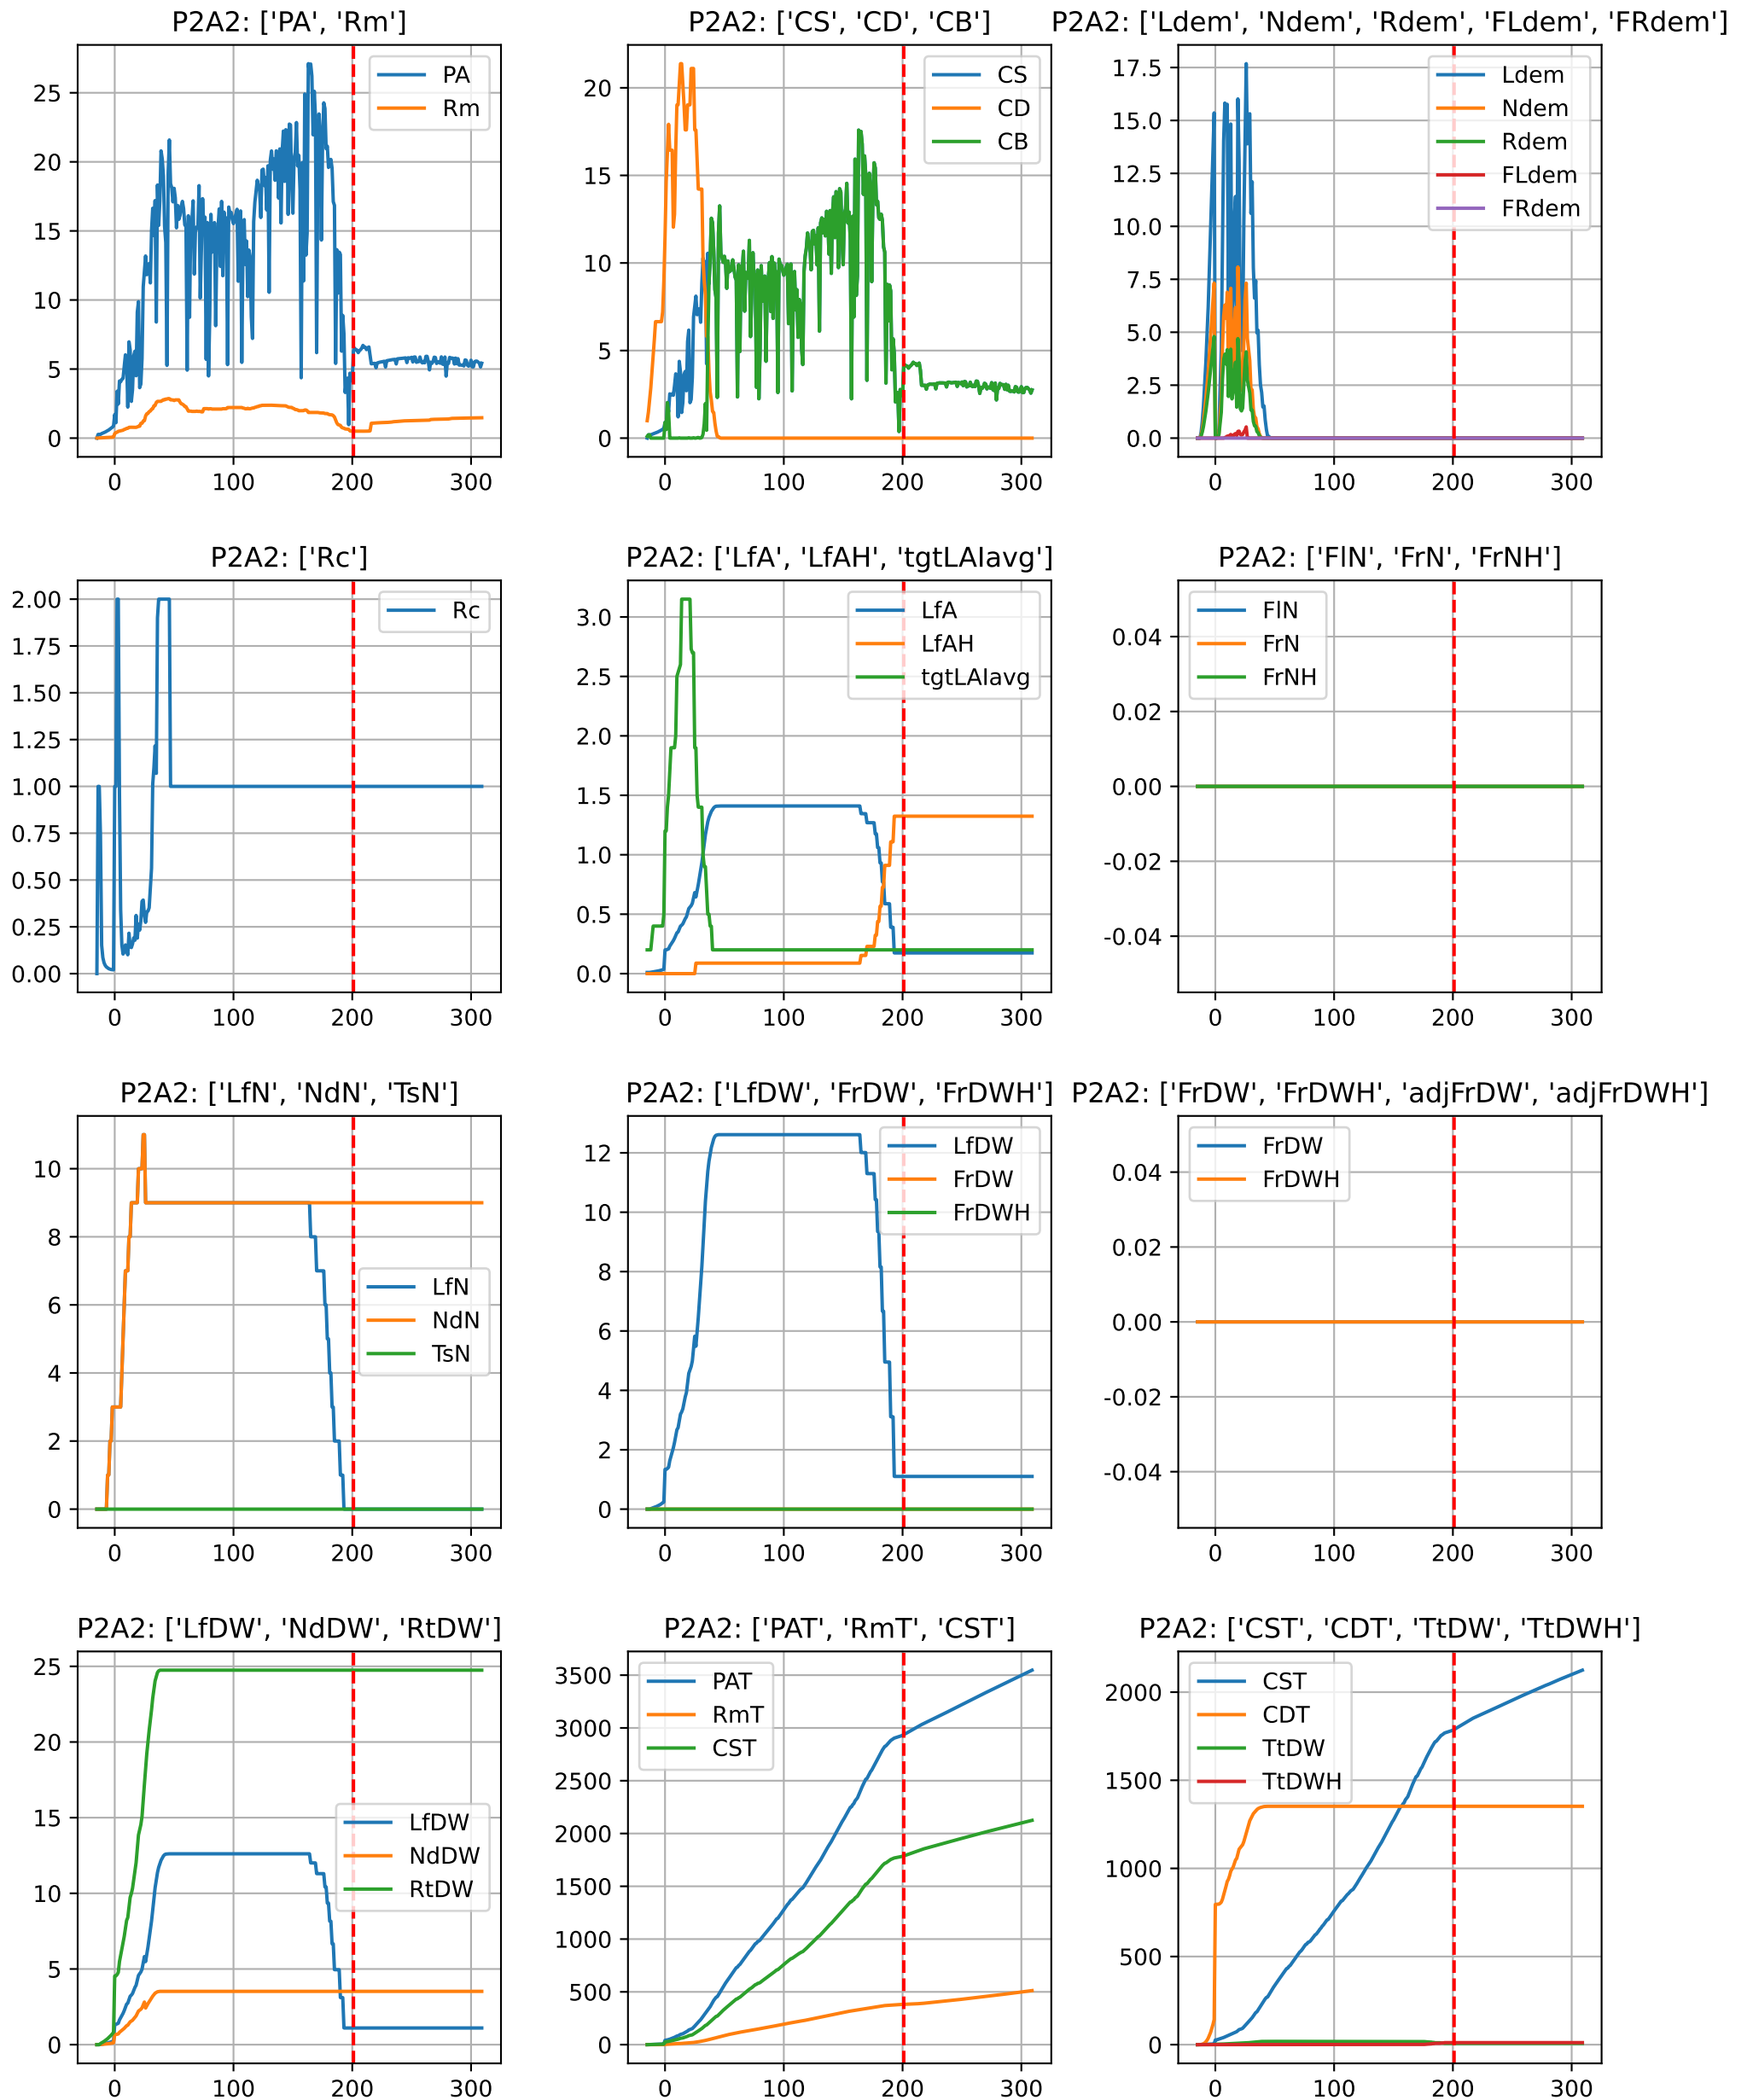 P2A2: ['PA', 'Rm']
25
20
15
10
5
0
0 100 200 300
PA
Rm
P2A2: ['CS', 'CD', 'CB']
20
15
10
5
0
0 100 200 300
CS
CD
CB
P2A2: ['Ldem', 'Ndem', 'Rdem', 'FLdem', 'FRdem']
17.5
15.0
12.5
10.0
7.5
5.0
2.5
0.0
0 100 200 300
Ldem
Ndem
Rdem
FLdem
FRdem
P2A2: ['Rc']
2.00
1.75
1.50
1.25
1.00
0.75
0.50
0.25
0.00
0 100 200 300
Rc
P2A2: ['LfA', 'LfAH', 'tgtLAIavg']
3.0
2.5
2.0
1.5
1.0
0.5
0.0
0 100 200 300
LfA
LfAH
tgtLAIavg
P2A2: ['FlN', 'FrN', 'FrNH']
0.04
0.02
0.00
-0.02
-0.04
0 100 200 300
FlN
FrN
FrNH
P2A2: ['LfN', 'NdN', 'TsN']
10
8
6
4
2
0
0 100 200 300
LfN
NdN
TsN
P2A2: ['LfDW', 'FrDW', 'FrDWH']
12
10
8
6
4
2
0
0 100 200 300
LfDW
FrDW
FrDWH
P2A2: ['FrDW', 'FrDWH', 'adjFrDW', 'adjFrDWH']
0.04
0.02
0.00
-0.02
-0.04
0 100 200 300
FrDW
FrDWH
P2A2: ['LfDW', 'NdDW', 'RtDW']
25
20
15
10
5
0
0 100 200 300
LfDW
NdDW
RtDW
P2A2: ['PAT', 'RmT', 'CST']
3500
3000
2500
2000
1500
1000
500
0
0 100 200 300
PAT
RmT
CST
P2A2: ['CST', 'CDT', 'TtDW', 'TtDWH']
2000
1500
1000
500
0
0 100 200 300
CST
CDT
TtDW
TtDWH